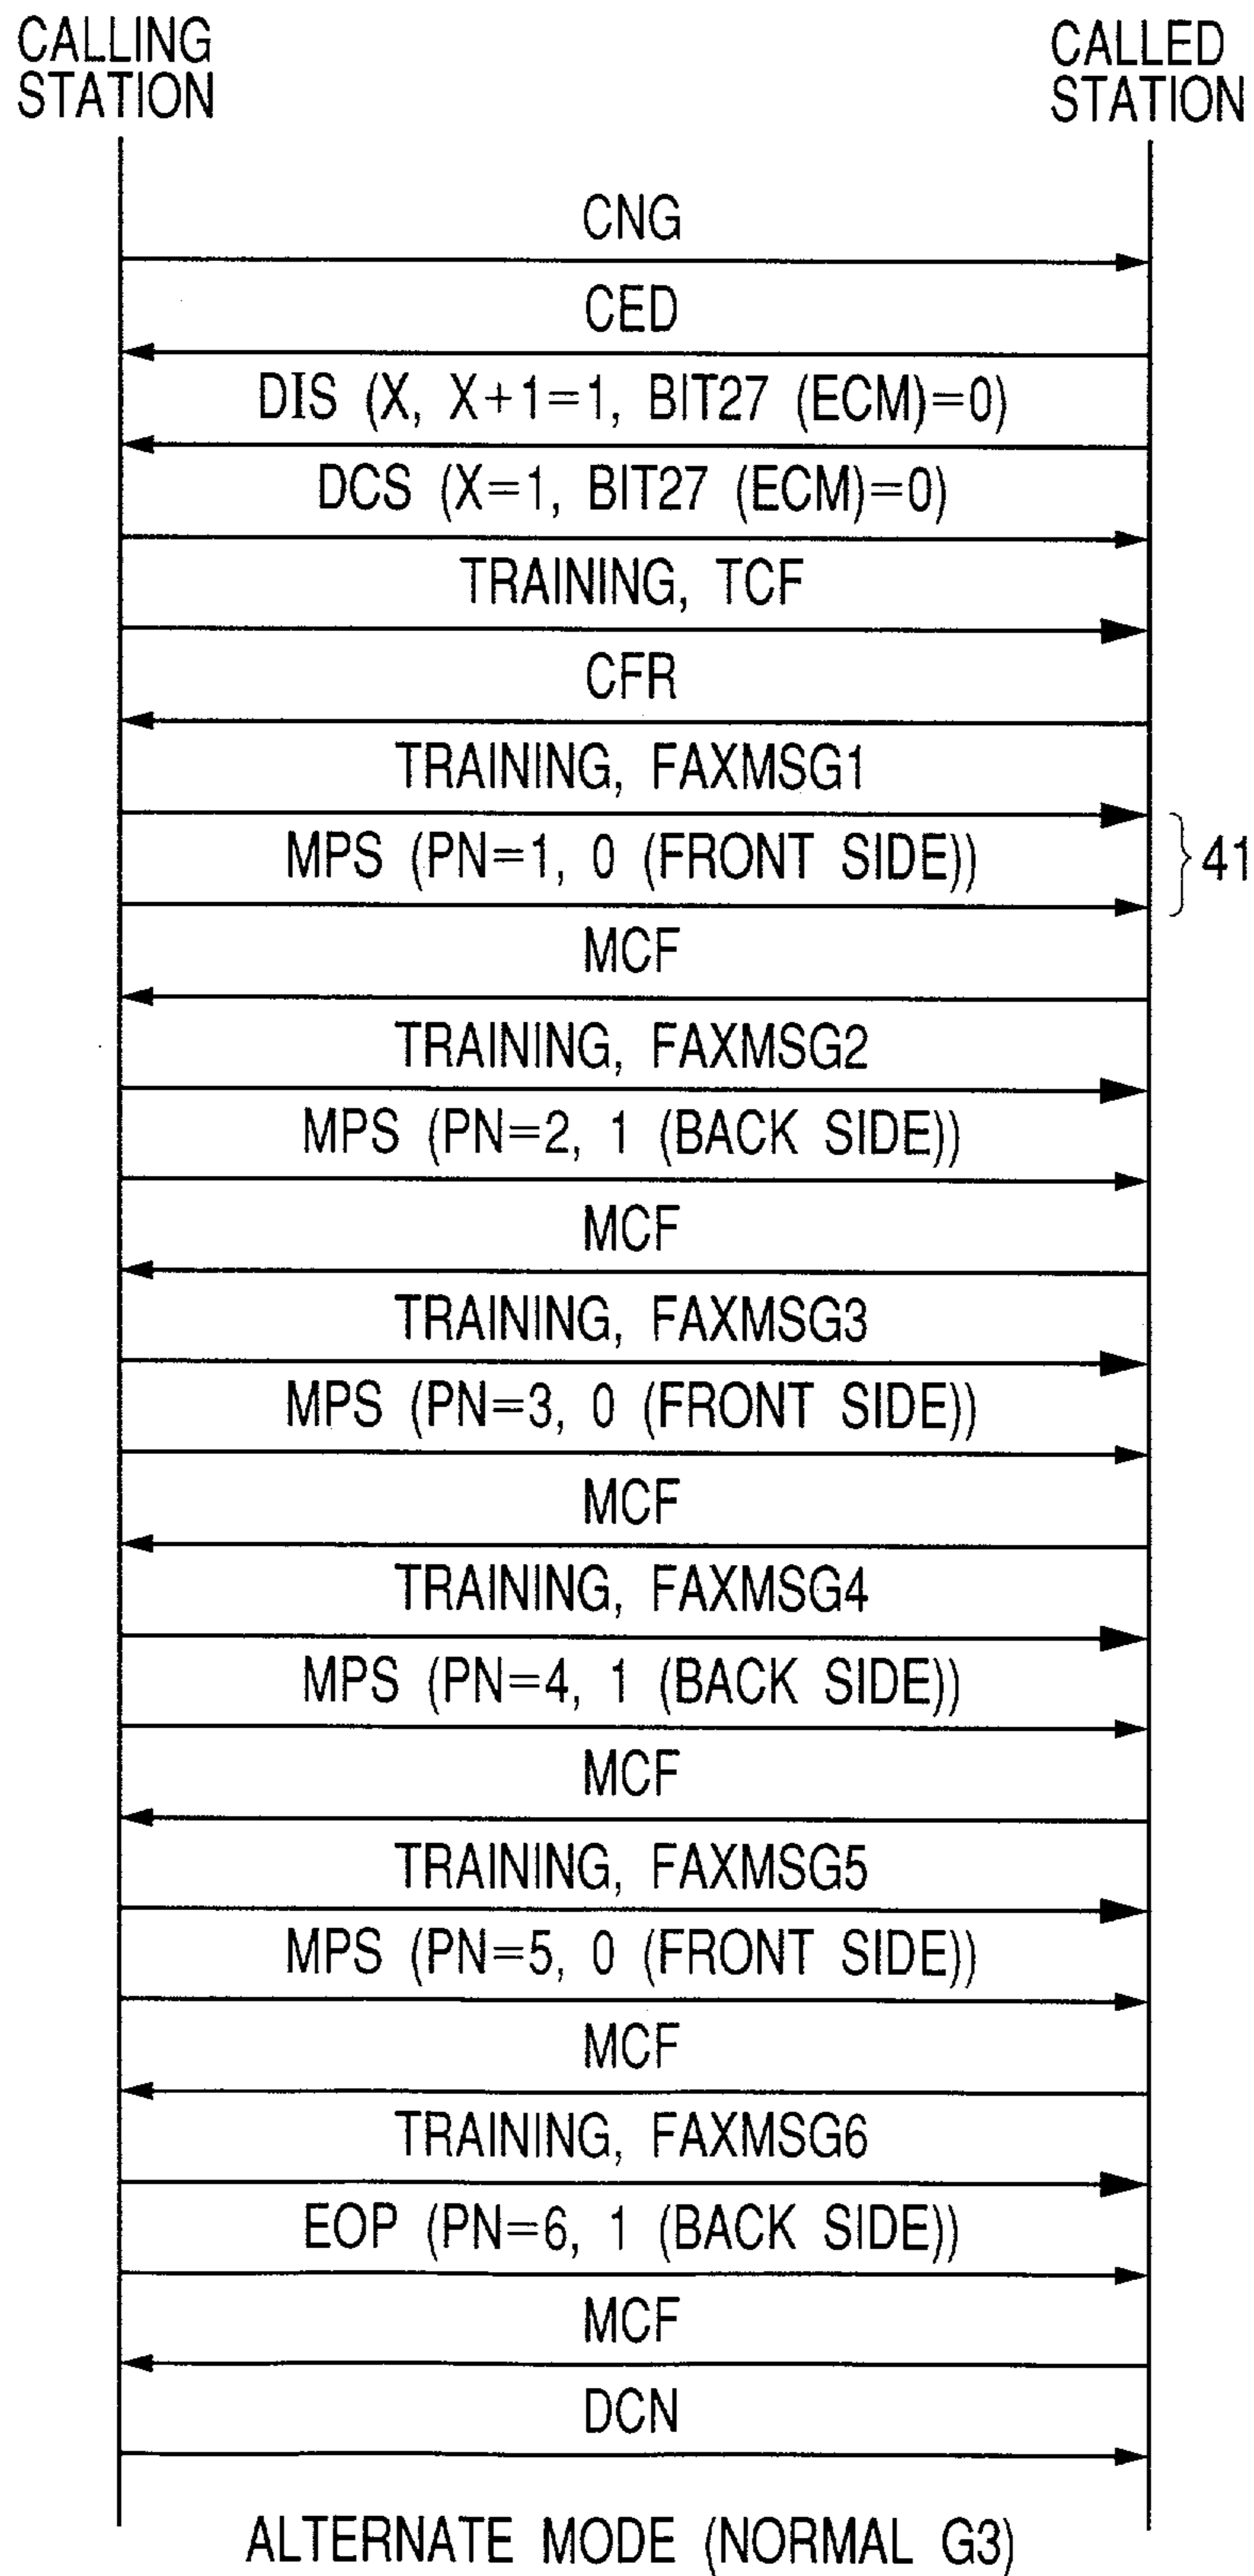 CALLING
STATION
CALLED
STATION
CNG
CED
DIS (X, X+1=1, BIT27 (ECM)=0)
DCS (X=1, BIT27 (ECM)=0)
TRAINING, TCF
CFR
TRAINING, FAXMSG1
MPS (PN=1, 0 (FRONT SIDE))
41
MCF
TRAINING, FAXMSG2
MPS (PN=2, 1 (BACK SIDE))
MCF
TRAINING, FAXMSG3
MPS (PN=3, 0 (FRONT SIDE))
MCF
TRAINING, FAXMSG4
MPS (PN=4, 1 (BACK SIDE))
MCF
TRAINING, FAXMSG5
MPS (PN=5, 0 (FRONT SIDE))
MCF
TRAINING, FAXMSG6
EOP (PN=6, 1 (BACK SIDE))
MCF
DCN
ALTERNATE MODE (NORMAL G3)